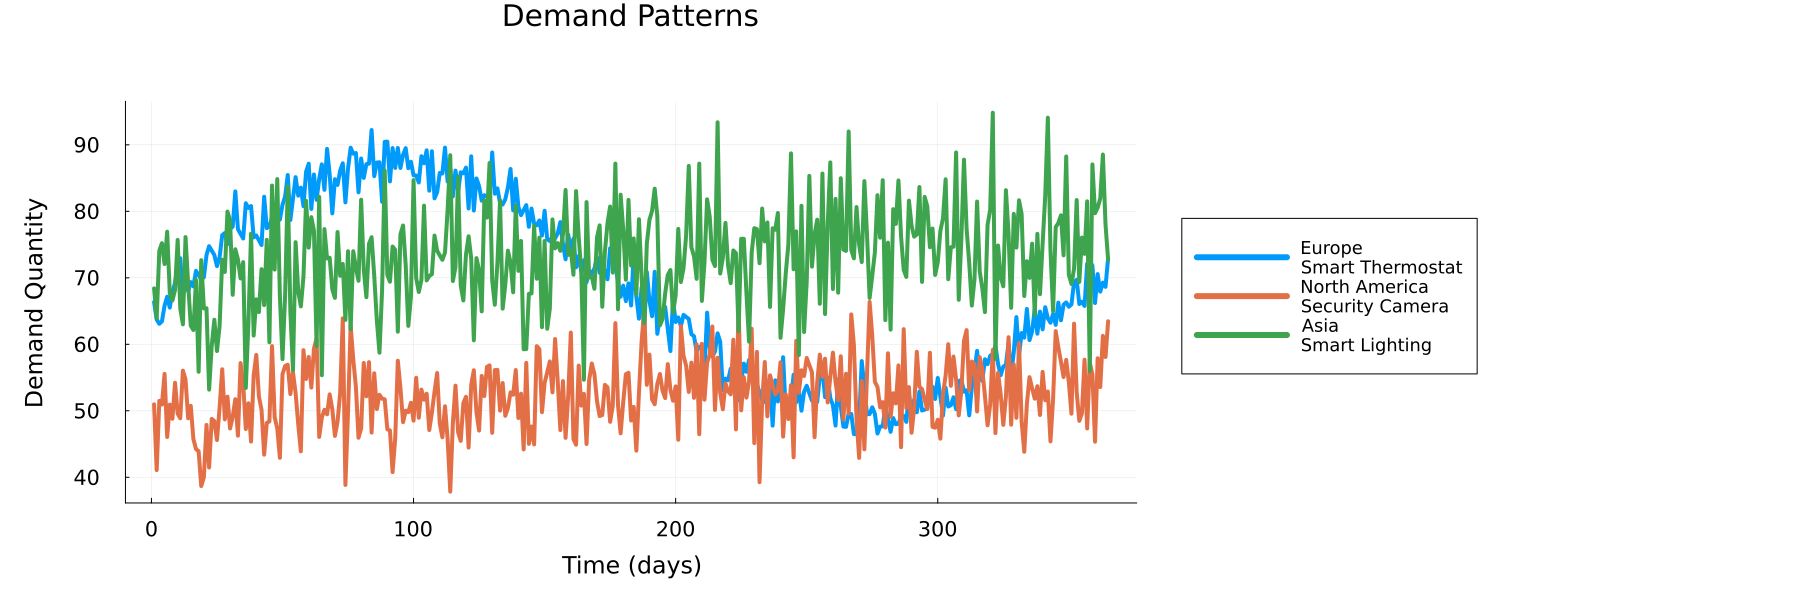 Demand Patterns
Demand Quantity
90
80
70
60
50
40
0
100
200
300
Time (days)
Europe
Smart Thermostat
North America
Security Camera
Asia
Smart Lighting